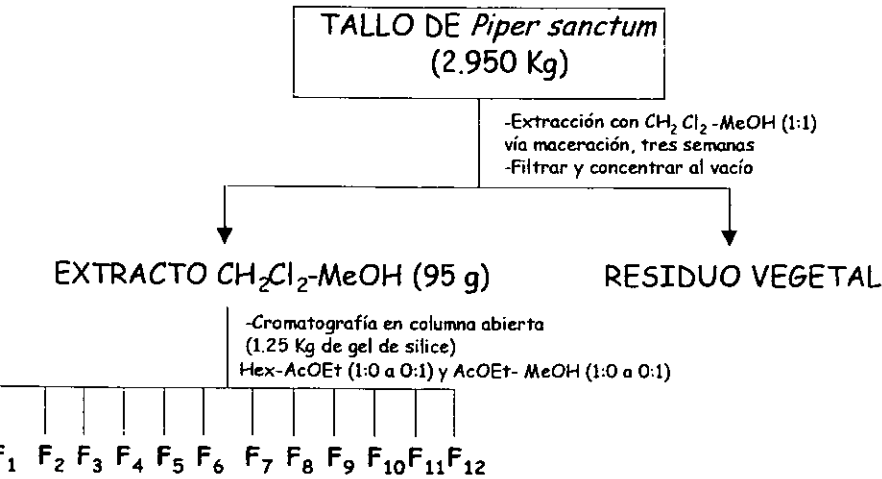 TALLO DE Piper sanctum
(2.950 Kg)
-Extracción con CH₂ Cl₂ -MeOH (1:1)
vía maceración, tres semanas
-Filtrar y concentrar al vacío
EXTRACTO CH₂Cl₂-MeOH (95 g)
RESIDUO VEGETAL
-Cromatografía en columna abierta
(1.25 Kg de gel de sílice)
Hex-AcOEt (1:0 a 0:1) y AcOEt- MeOH (1:0 a 0:1)
F₁ F₂ F₃ F₄ F₅ F₆ F₇ F₈ F₉ F₁₀ F₁₁ F₁₂